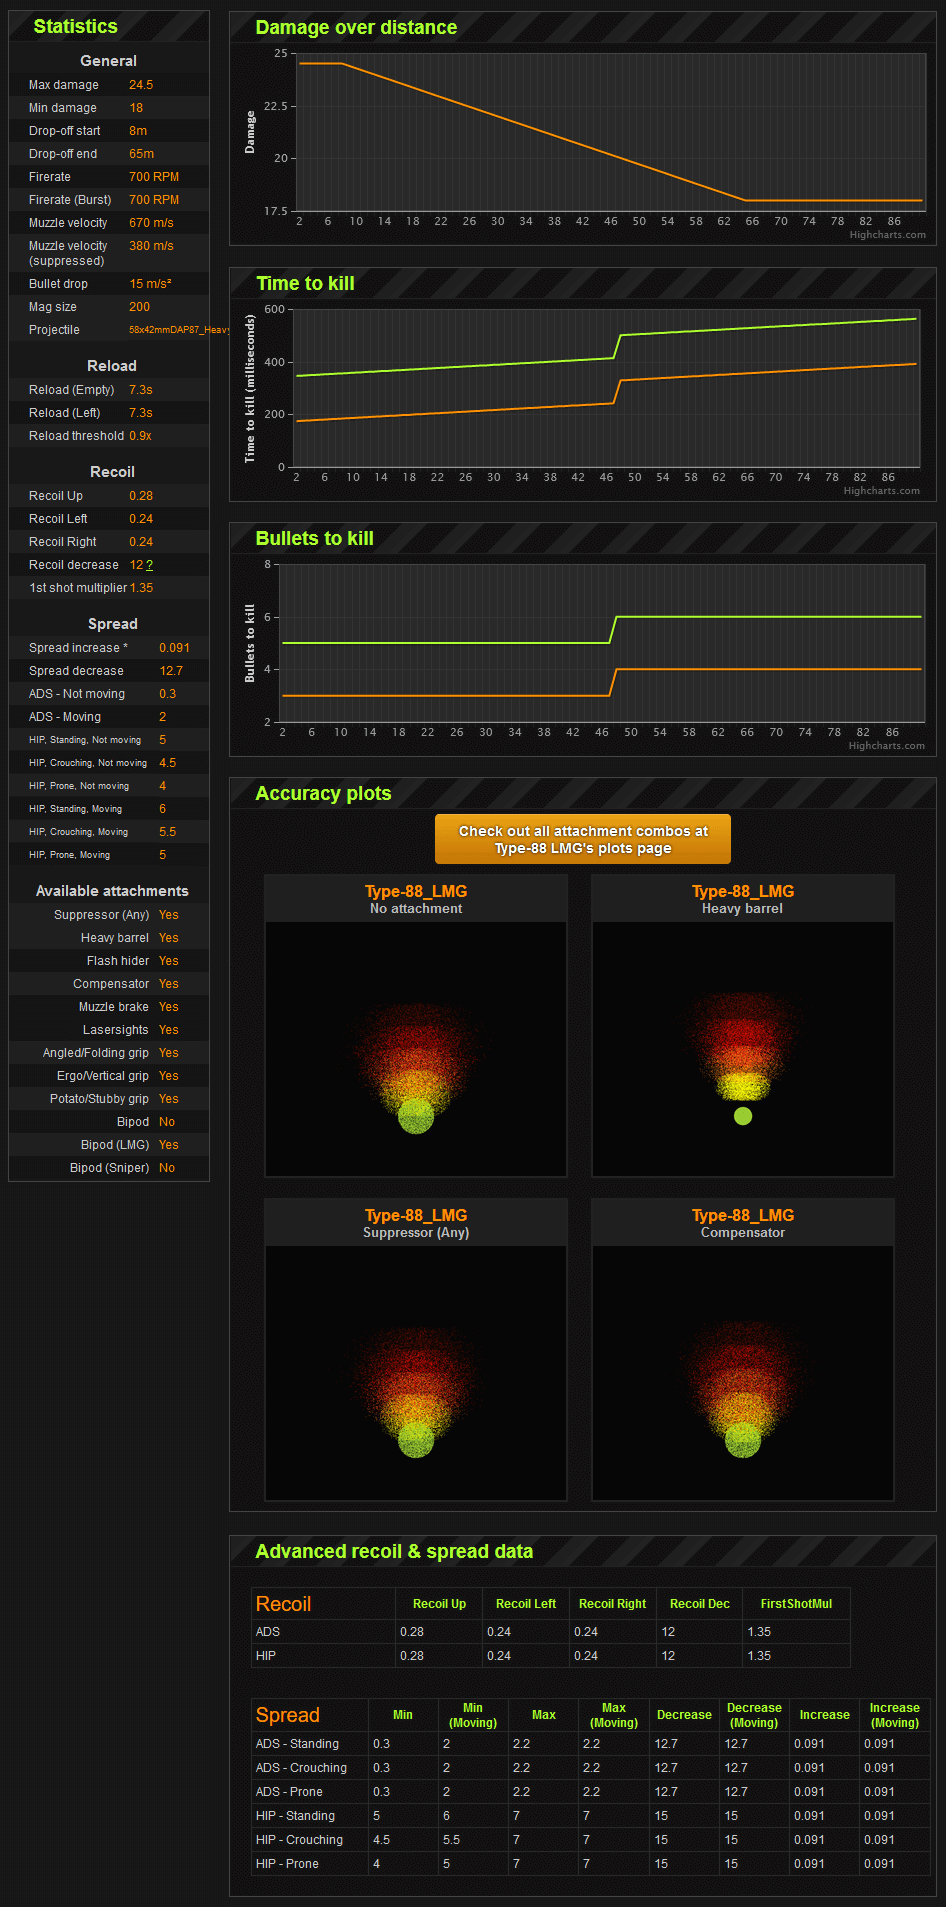 Statistics
General
Max damage 24.5
Min damage 18
Drop-off start 8m
Drop-off end 65m
Firerate 700 RPM
Firerate (Burst) 700 RPM
Muzzle velocity 670 m/s
Muzzle velocity 380 m/s
(suppressed)
Bullet drop 15 m/s²
Mag size 200
Projectile 58x42mmDAP87_Heavy
Reload
Reload (Empty) 7.3s
Reload (Left) 7.3s
Reload threshold 0.9x
Recoil
Recoil Up 0.28
Recoil Left 0.24
Recoil Right 0.24
Recoil decrease 12 ?
1st shot multiplier 1.35
Spread
Spread increase * 0.091
Spread decrease 12.7
ADS - Not moving 0.3
ADS - Moving 2
HIP, Standing, Not moving 5
HIP, Crouching, Not moving 4.5
HIP, Prone, Not moving 4
HIP, Standing, Moving 6
HIP, Crouching, Moving 5.5
HIP, Prone, Moving 5
Available attachments
Suppressor (Any) Yes
Heavy barrel Yes
Flash hider Yes
Compensator Yes
Muzzle brake Yes
Lasersights Yes
Angled/Folding grip Yes
Ergo/Vertical grip Yes
Potato/Stubby grip Yes
Bipod No
Bipod (LMG) Yes
Bipod (Sniper) No
Damage over distance
Damage
25
22.5
20
17.5
2 6 10 14 18 22 26 30 34 38 42 46 50 54 58 62 66 70 74 78 82 86
Highcharts.com
Time to kill
Time to kill (milliseconds)
600
400
200
0
2 6 10 14 18 22 26 30 34 38 42 46 50 54 58 62 66 70 74 78 82 86
Highcharts.com
Bullets to kill
Bullets to kill
8
6
4
2
2 6 10 14 18 22 26 30 34 38 42 46 50 54 58 62 66 70 74 78 82 86
Highcharts.com
Accuracy plots
Check out all attachment combos at
Type-88 LMG's plots page
Type-88_LMG
No attachment
Type-88_LMG
Heavy barrel
Type-88_LMG
Suppressor (Any)
Type-88_LMG
Compensator
Advanced recoil & spread data
Recoil Recoil Up Recoil Left Recoil Right Recoil Dec FirstShotMul
ADS 0.28 0.24 0.24 12 1.35
HIP 0.28 0.24 0.24 12 1.35
Spread Min Min (Moving) Max Max (Moving) Decrease Decrease (Moving) Increase Increase (Moving)
ADS - Standing 0.3 2 2.2 2.2 12.7 12.7 0.091 0.091
ADS - Crouching 0.3 2 2.2 2.2 12.7 12.7 0.091 0.091
ADS - Prone 0.3 2 2.2 2.2 12.7 12.7 0.091 0.091
HIP - Standing 5 6 7 7 15 15 0.091 0.091
HIP - Crouching 4.5 5.5 7 7 15 15 0.091 0.091
HIP - Prone 4 5 7 7 15 15 0.091 0.091